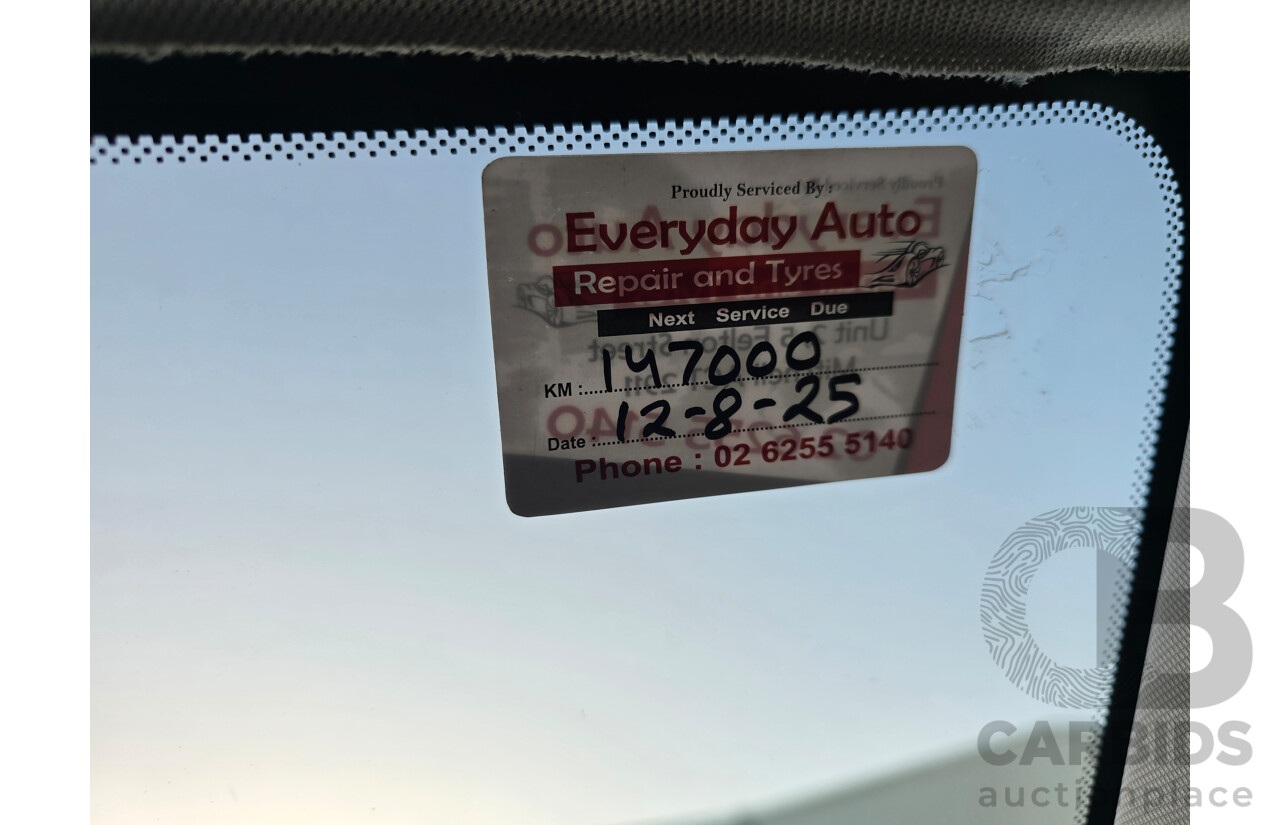 Proudly Serviced By :
Everyday Auto
Repair and Tyres
Next Service Due
KM : 147000
Date : 12-8-25
Phone : 02 6255 5140
CB
CARBIDS
auctionplace